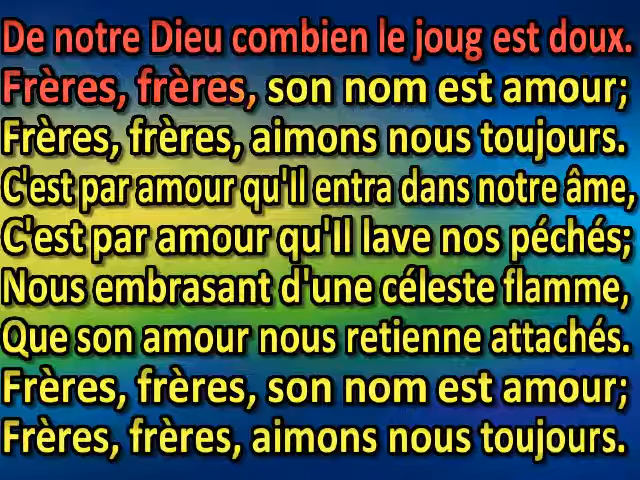 De notre Dieu combien le joug est doux.
Frères, frères, son nom est amour;
Frères, frères, aimons nous toujours.
C'est par amour qu'Il entra dans notre âme,
C'est par amour qu'Il lave nos péchés;
Nous embrasant d'une céleste flamme,
Que son amour nous retienne attachés.
Frères, frères, son nom est amour;
Frères, frères, aimons nous toujours.